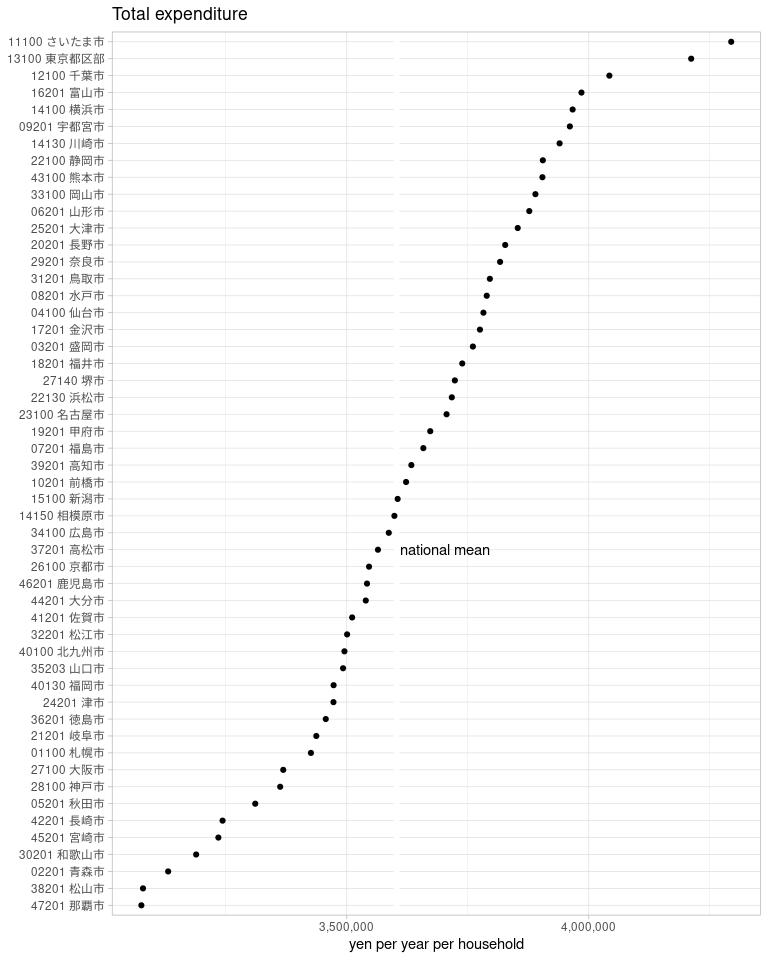 Total expenditure
11100 さいたま市
13100 東京都区部
12100 千葉市
16201 富山市
14100 横浜市
09201 宇都宮市
14130 川崎市
22100 静岡市
43100 熊本市
33100 岡山市
06201 山形市
25201 大津市
20201 長野市
29201 奈良市
31201 鳥取市
08201 水戸市
04100 仙台市
17201 金沢市
03201 盛岡市
18201 福井市
27140 堺市
22130 浜松市
23100 名古屋市
19201 甲府市
07201 福島市
39201 高知市
10201 前橋市
15100 新潟市
14150 相模原市
34100 広島市
37201 高松市
national mean
26100 京都市
46201 鹿児島市
44201 大分市
41201 佐賀市
32201 松江市
40100 北九州市
35203 山口市
40130 福岡市
24201 津市
36201 徳島市
21201 岐阜市
01100 札幌市
27100 大阪市
28100 神戸市
05201 秋田市
42201 長崎市
45201 宮崎市
30201 和歌山市
02201 青森市
38201 松山市
47201 那覇市
3,500,000
4,000,000
yen per year per household